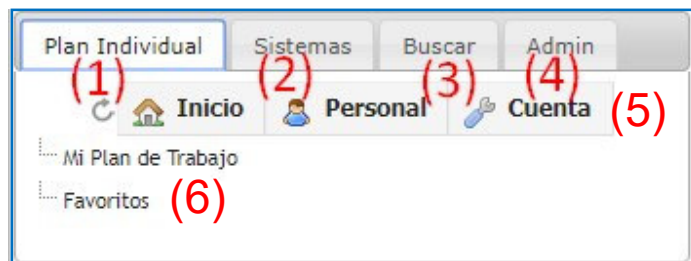 Plan Individual Sistemas Buscar Admin
(1) (2) (3) (4)
Inicio Personal Cuenta (5)
Mi Plan de Trabajo
Favoritos (6)